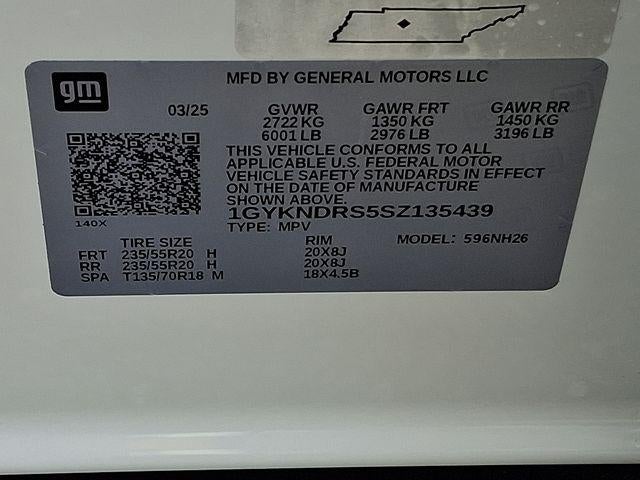 gm
MFD BY GENERAL MOTORS LLC
03/25 GVWR GAWR FRT GAWR RR
2722 KG 1350 KG 1450 KG
6001 LB 2976 LB 3196 LB
THIS VEHICLE CONFORMS TO ALL
APPLICABLE U.S. FEDERAL MOTOR
VEHICLE SAFETY STANDARDS IN EFFECT
ON THE DATE OF MANUFACTURE
SHOWN ABOVE.
1GYKNDRS5SZ135439
140X
TYPE: MPV
TIRE SIZE RIM MODEL: 596NH26
FRT 235/55R20 H 20X8J
RR 235/55R20 H 20X8J
SPA T135/70R18 M 18X4.5B